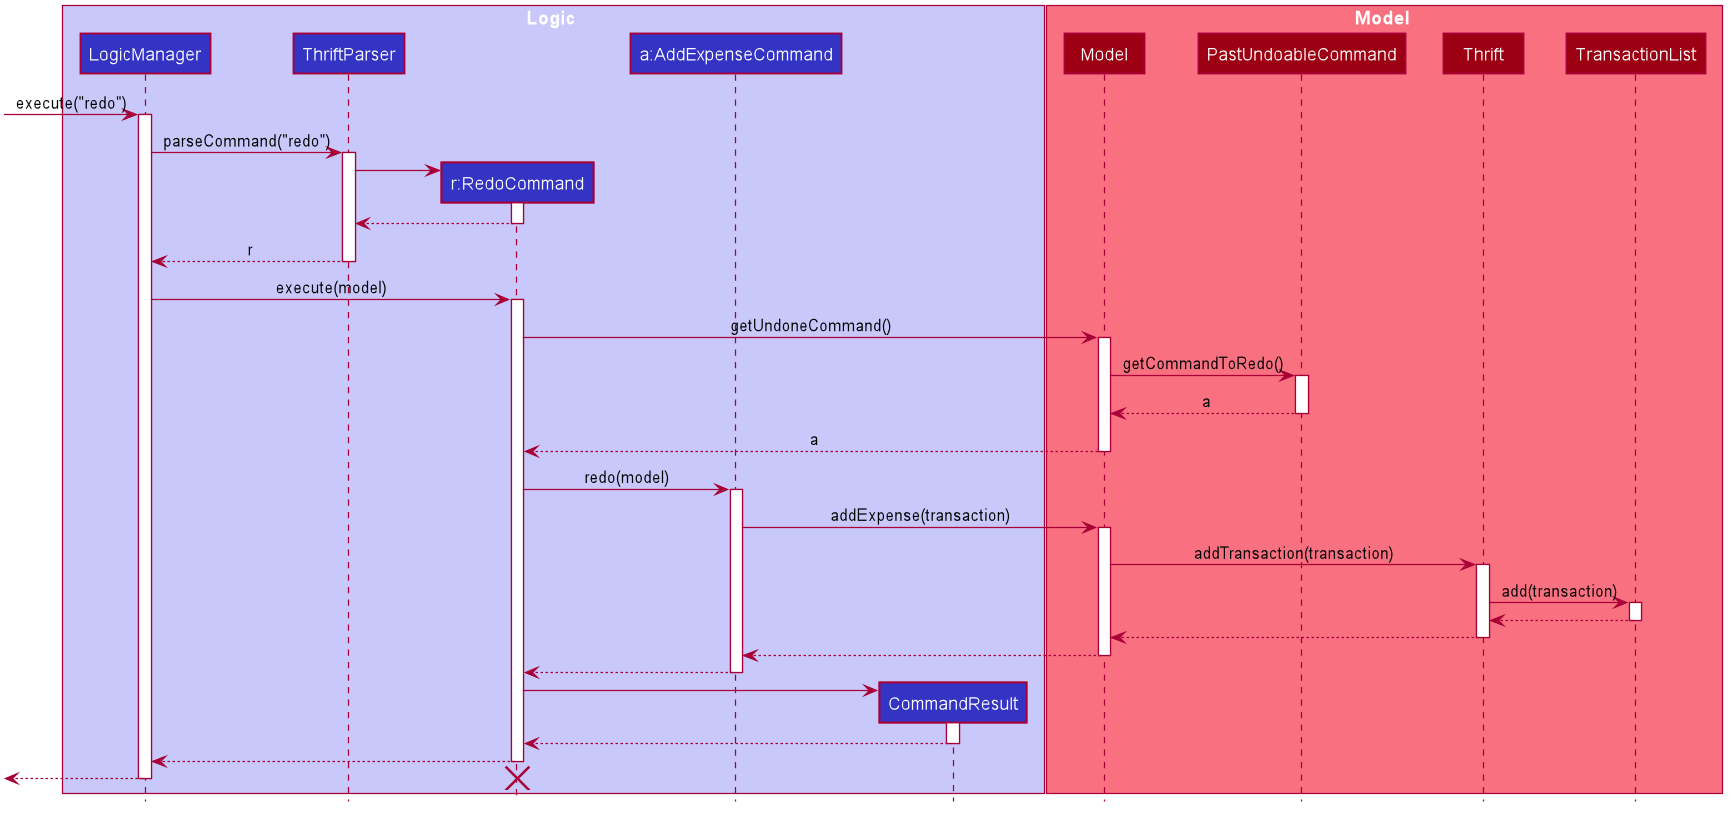 Logic
Model
LogicManager
ThriftParser
a:AddExpenseCommand
Model
PastUndoableCommand
Thrift
TransactionList
execute("redo")
parseCommand("redo")
r:RedoCommand
r
execute(model)
getUndoneCommand()
getCommandToRedo()
a
a
redo(model)
addExpense(transaction)
addTransaction(transaction)
add(transaction)
CommandResult